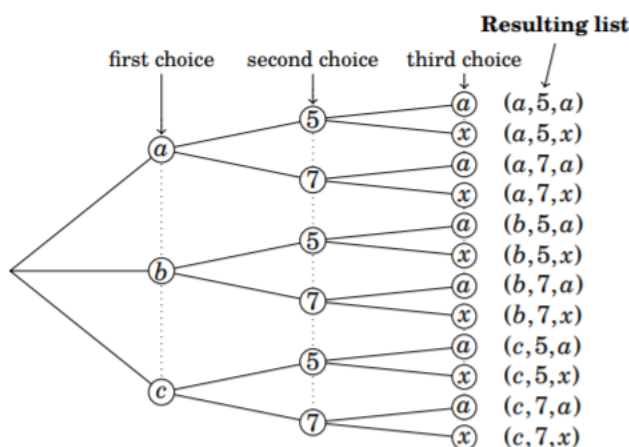 Resulting list
first choice second choice third choice
a (a,5,a)
5
x (a,5,x)
a
a (a,7,a)
7
x (a,7,x)
a (b,5,a)
5
x (b,5,x)
b
a (b,7,a)
7
x (b,7,x)
a (c,5,a)
5
x (c,5,x)
c
a (c,7,a)
7
x (c,7,x)